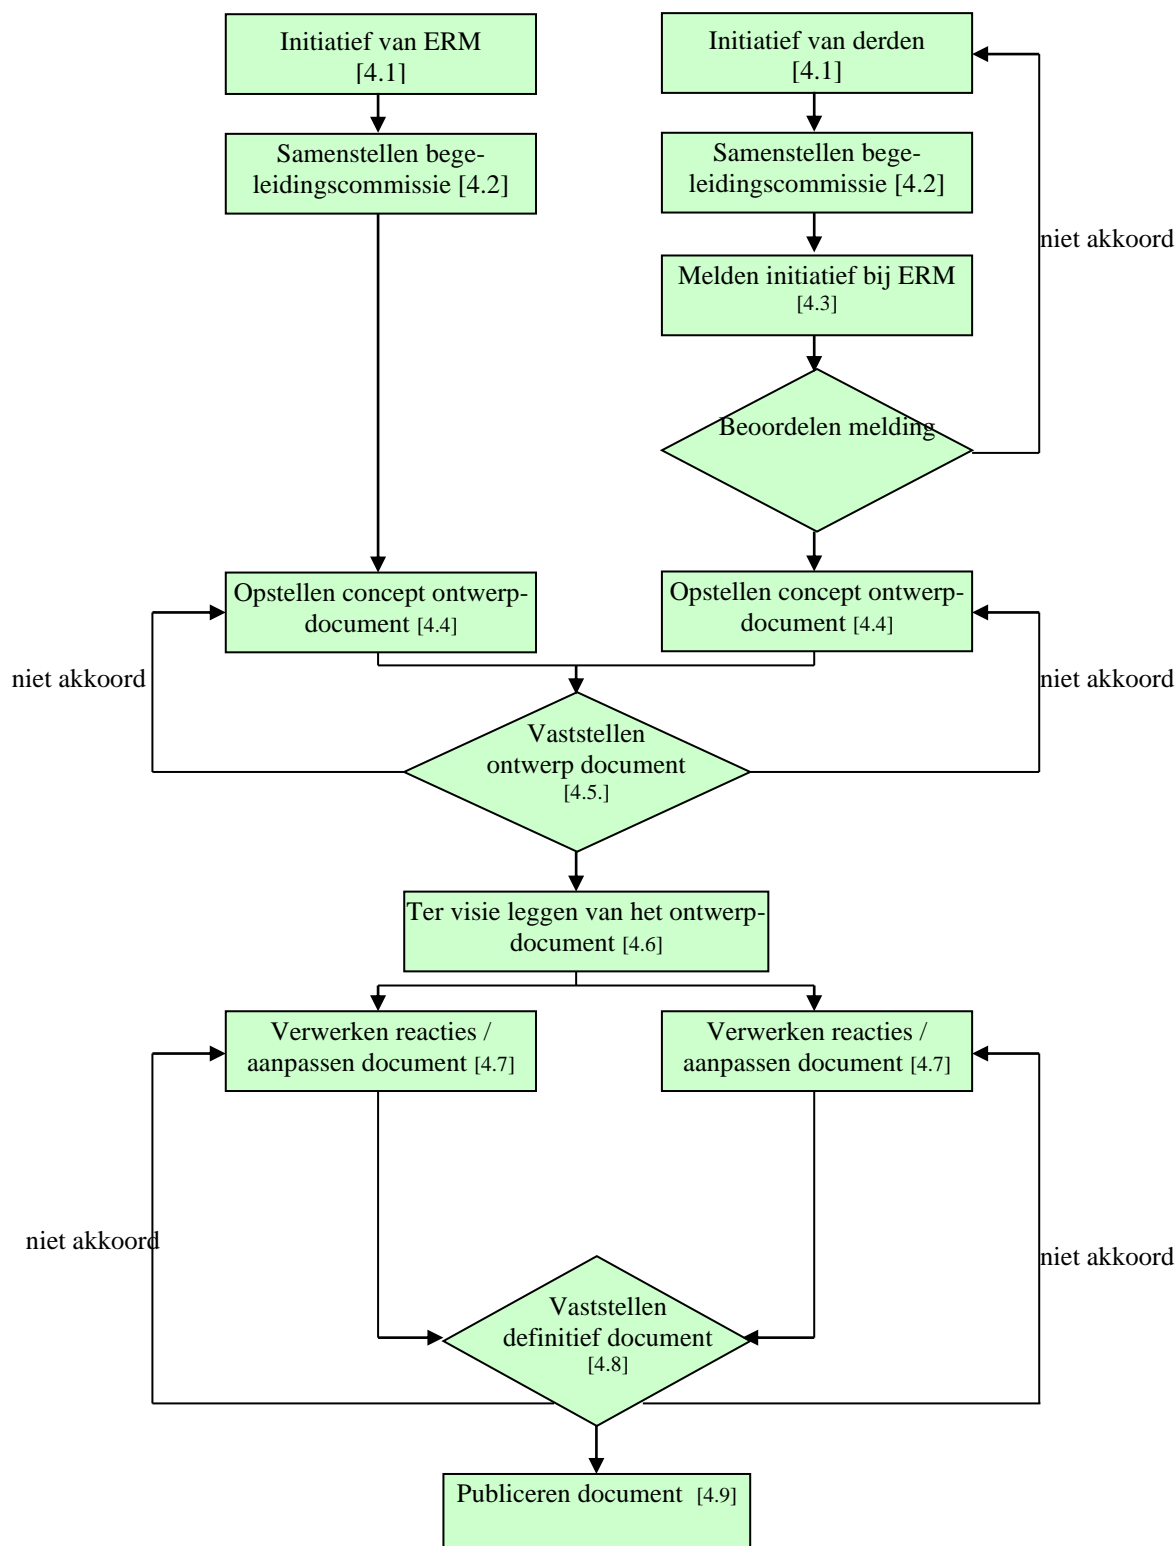 Initiatief van ERM
[4.1]
Initiatief van derden
[4.1]
Samenstellen bege-
leidingscommissie [4.2]
Samenstellen bege-
leidingscommissie [4.2]
niet akkoord
Melden initiatief bij ERM
[4.3]
Beoordelen melding
Opstellen concept ontwerp-
document [4.4]
Opstellen concept ontwerp-
document [4.4]
niet akkoord
niet akkoord
Vaststellen
ontwerp document
[4.5.]
Ter visie leggen van het ontwerp-
document [4.6]
Verwerken reacties /
aanpassen document [4.7]
Verwerken reacties /
aanpassen document [4.7]
niet akkoord
niet akkoord
Vaststellen
definitief document
[4.8]
Publiceren document [4.9]